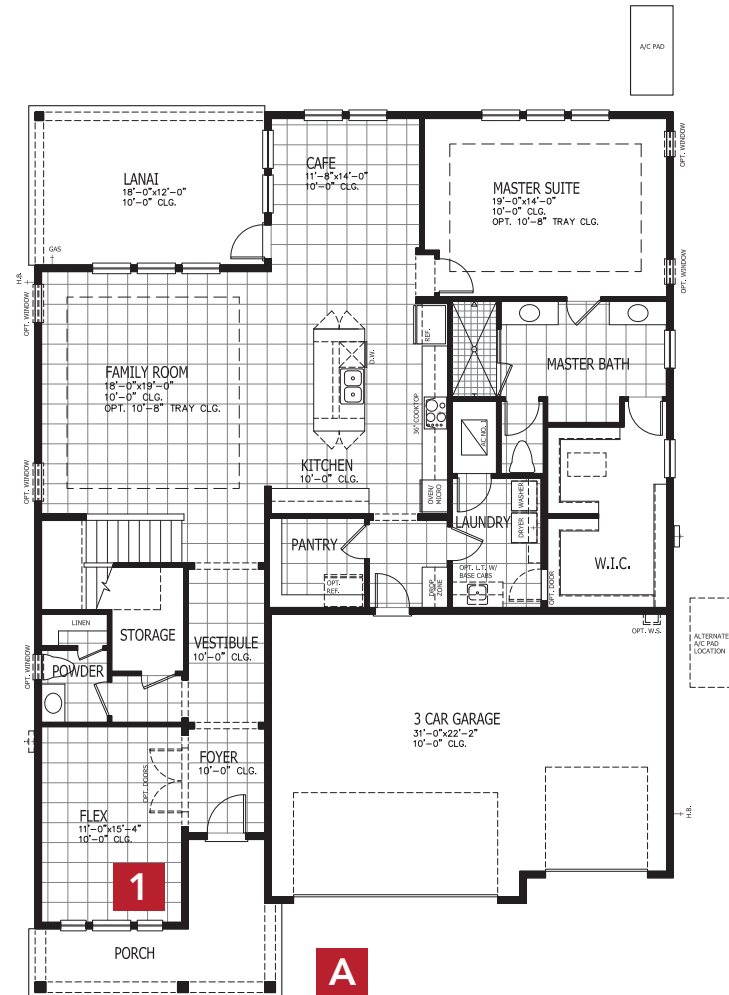 A/C PAD
LANAI
18'-0"x12'-0"
10'-0" CLG.
CAFE
11'-8"x14'-0"
10'-0" CLG.
MASTER SUITE
19'-0"x14'-0"
10'-0" CLG.
OPT. 10'-8" TRAY CLG.
OPT. WINDOW
OPT. WINDOW
GAS
H.B.
OPT. WINDOW
FAMILY ROOM
18'-0"x19'-0"
10'-0" CLG.
OPT. 10'-8" TRAY CLG.
OPT. WINDOW
D.W.
REF.
36" COOKTOP
KITCHEN
10'-0" CLG.
OVEN/
MICRO
MASTER BATH
AC NO. 1
WASHER
DRYER
LAUNDRY
OPT. L.T. W/
BASE CABS
OPT. DOOR
W.I.C.
PANTRY
OPT.
REF.
DROP
ZONE
OPT. W.S.
ALTERNATE
A/C PAD
LOCATION
LINEN
STORAGE
VESTIBULE
10'-0" CLG.
POWDER
OPT. WINDOW
3 CAR GARAGE
31'-0"x22'-2"
10'-0" CLG.
FOYER
10'-0" CLG.
OPT. DOORS
FLEX
11'-0"x15'-4"
10'-0" CLG.
H.B.
1
PORCH
A